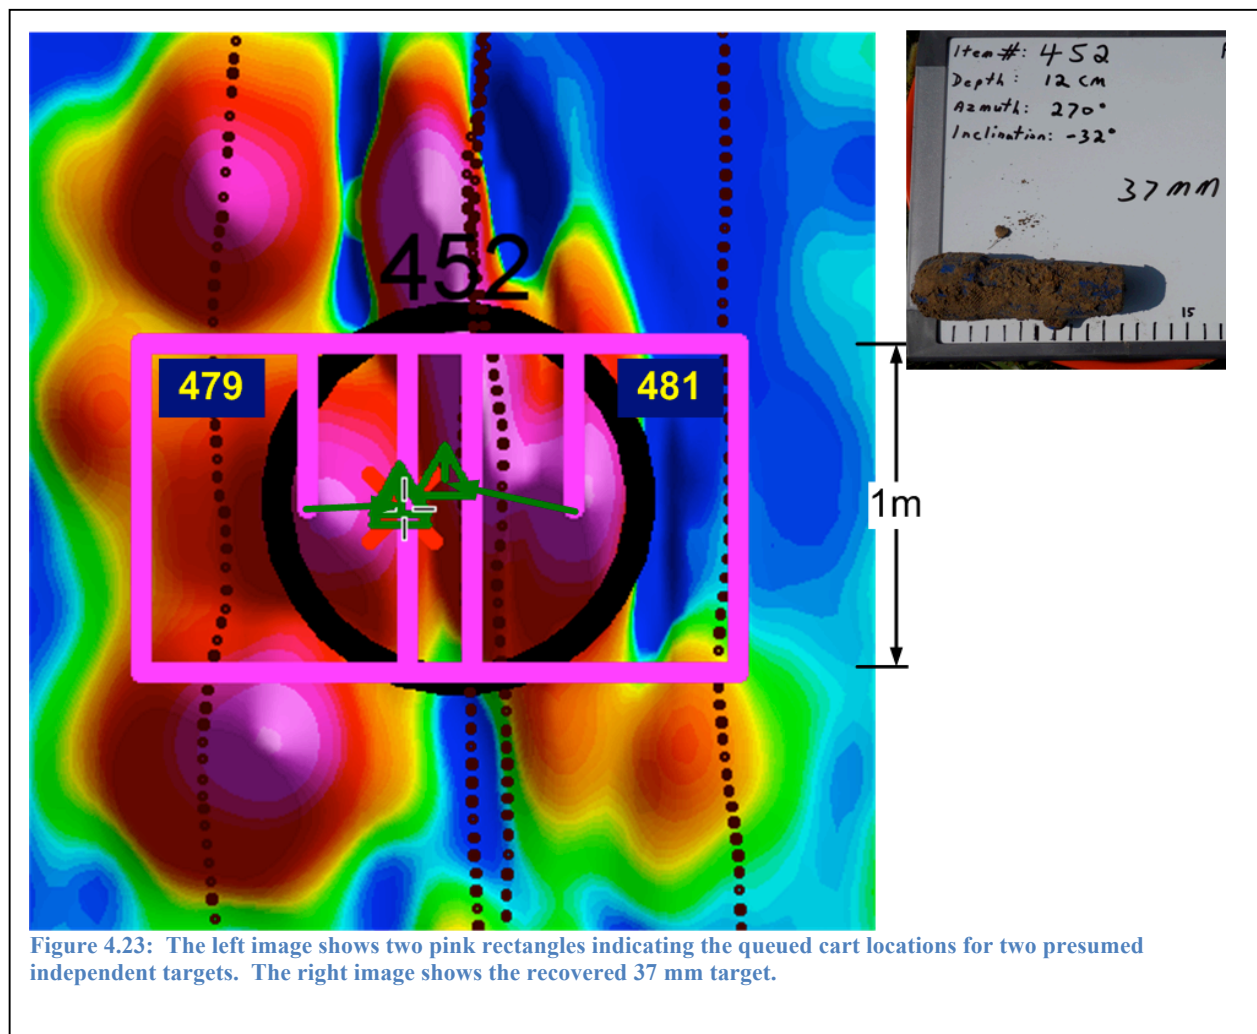 452
479
481
1m
Item#: 452
Depth: 12 cm
Azmuth: 270°
Inclination: -32°
37mm
15
Figure 4.23: The left image shows two pink rectangles indicating the queued cart locations for two presumed
independent targets. The right image shows the recovered 37 mm target.